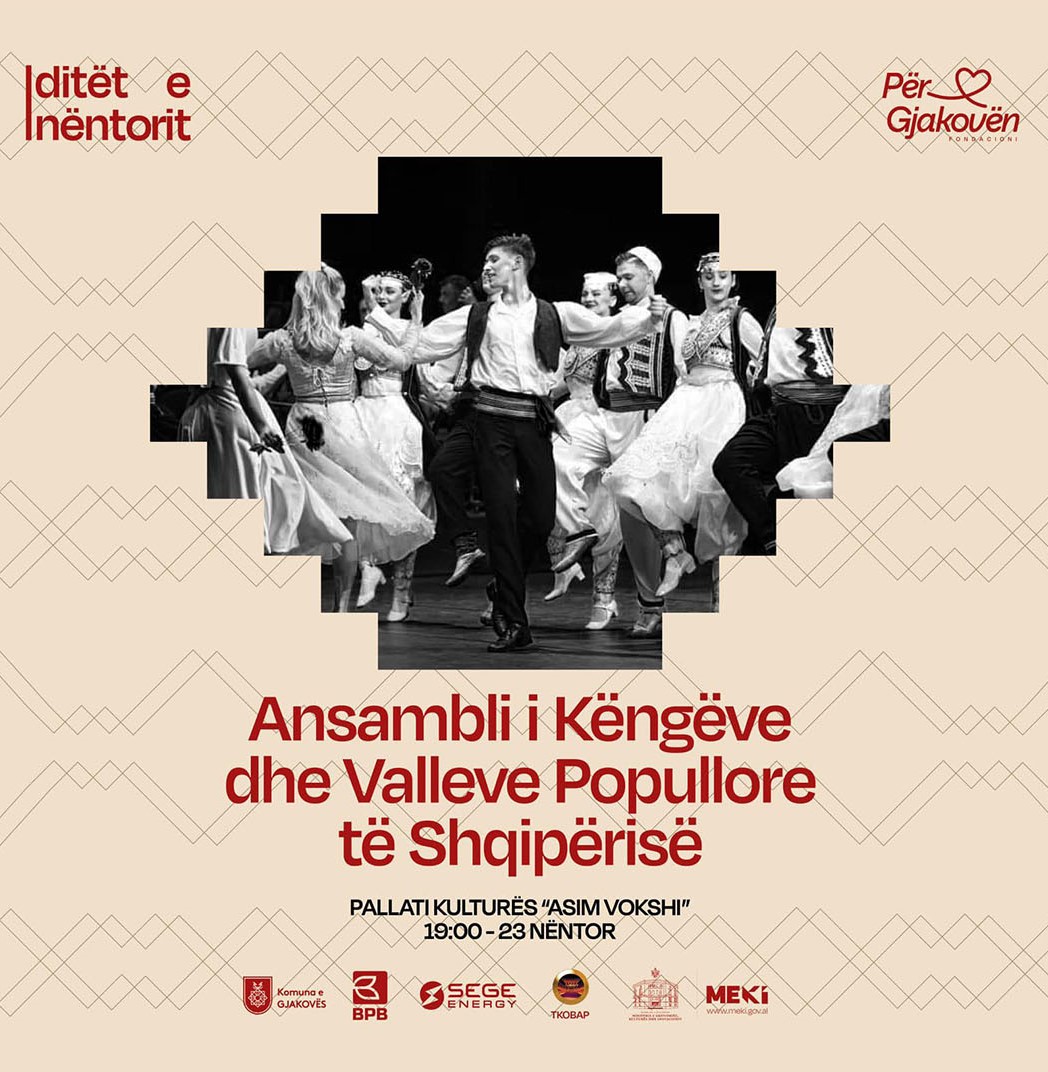 ditët e
nëntorit
Për
Gjakovën
FONDACIONI
Ansambli i Këngëve
dhe Valleve Popullore
të Shqipërisë
PALLATI KULTURËS “ASIM VOKSHI”
19:00 - 23 NËNTOR
Komuna e
GJAKOVËS
BPB
SEGE
ENERGY
TKOBAP
MEKi
www.meki.gov.al